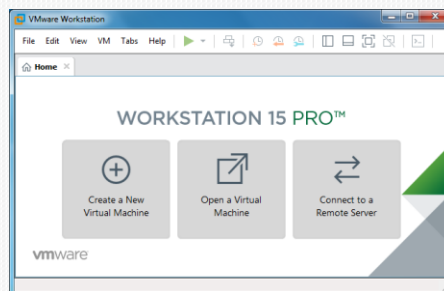 VMware Workstation
File Edit View VM Tabs Help
Home
WORKSTATION 15 PRO™
Create a New
Virtual Machine
Open a Virtual
Machine
Connect to a
Remote Server
vmware